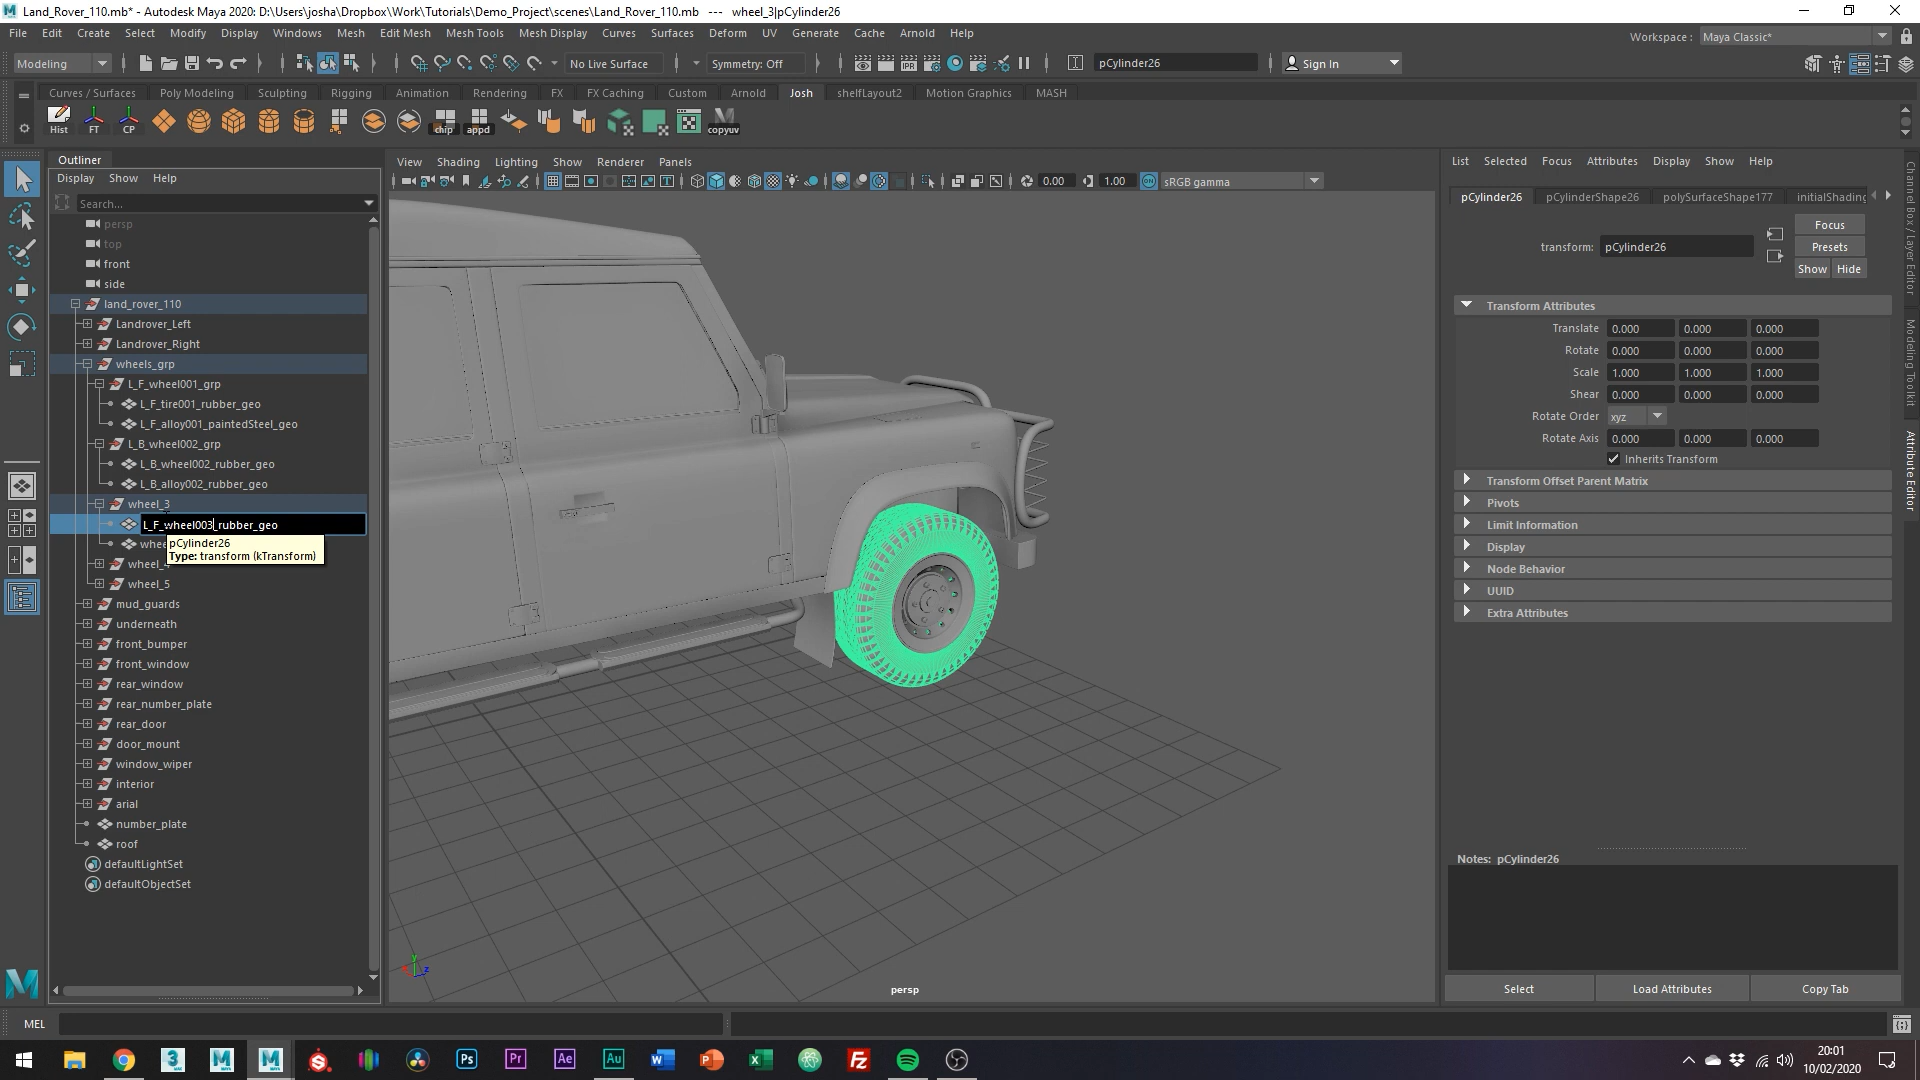 Land_Rover_110.mb* - Autodesk Maya 2020: D:\Users\josha\Dropbox\Work\Tutorials\Demo_Project\scenes\Land_Rover_110.mb --- wheel_3|pCylinder26
File Edit Create Select Modify Display Windows Mesh Edit Mesh Mesh Tools Mesh Display Curves Surfaces Deform UV Generate Cache Arnold Help
Workspace : Maya Classic*
Modeling No Live Surface Symmetry: Off pCylinder26 Sign In
Curves / Surfaces Poly Modeling Sculpting Rigging Animation Rendering FX FX Caching Custom Arnold Josh shelfLayout2 Motion Graphics MASH
Hist FT CP chip appd copyuv
Outliner
Display Show Help
Search...
persp
top
front
side
land_rover_110
Landrover_Left
Landrover_Right
wheels_grp
L_F_wheel001_grp
L_F_tire001_rubber_geo
L_F_alloy001_paintedSteel_geo
L_B_wheel002_grp
L_B_wheel002_rubber_geo
L_B_alloy002_rubber_geo
wheel_3
L_F_wheel003_rubber_geo
pCylinder26
Type: transform (kTransform)
wheel_5
mud_guards
underneath
front_bumper
front_window
rear_window
rear_number_plate
rear_door
door_mount
window_wiper
interior
arial
number_plate
roof
defaultLightSet
defaultObjectSet
View Shading Lighting Show Renderer Panels
0.00 1.00 ON sRGB gamma
persp
List Selected Focus Attributes Display Show Help
pCylinder26 pCylinderShape26 polySurfaceShape177 initialShading
Focus
transform: pCylinder26 Presets
Show Hide
Transform Attributes
Translate 0.000 0.000 0.000
Rotate 0.000 0.000 0.000
Scale 1.000 1.000 1.000
Shear 0.000 0.000 0.000
Rotate Order xyz
Rotate Axis 0.000 0.000 0.000
Inherits Transform
Transform Offset Parent Matrix
Pivots
Limit Information
Display
Node Behavior
UUID
Extra Attributes
Notes: pCylinder26
Select Load Attributes Copy Tab
Channel Box / Layer Editor
Modeling Toolkit
Attribute Editor
MEL
20:01
10/02/2020